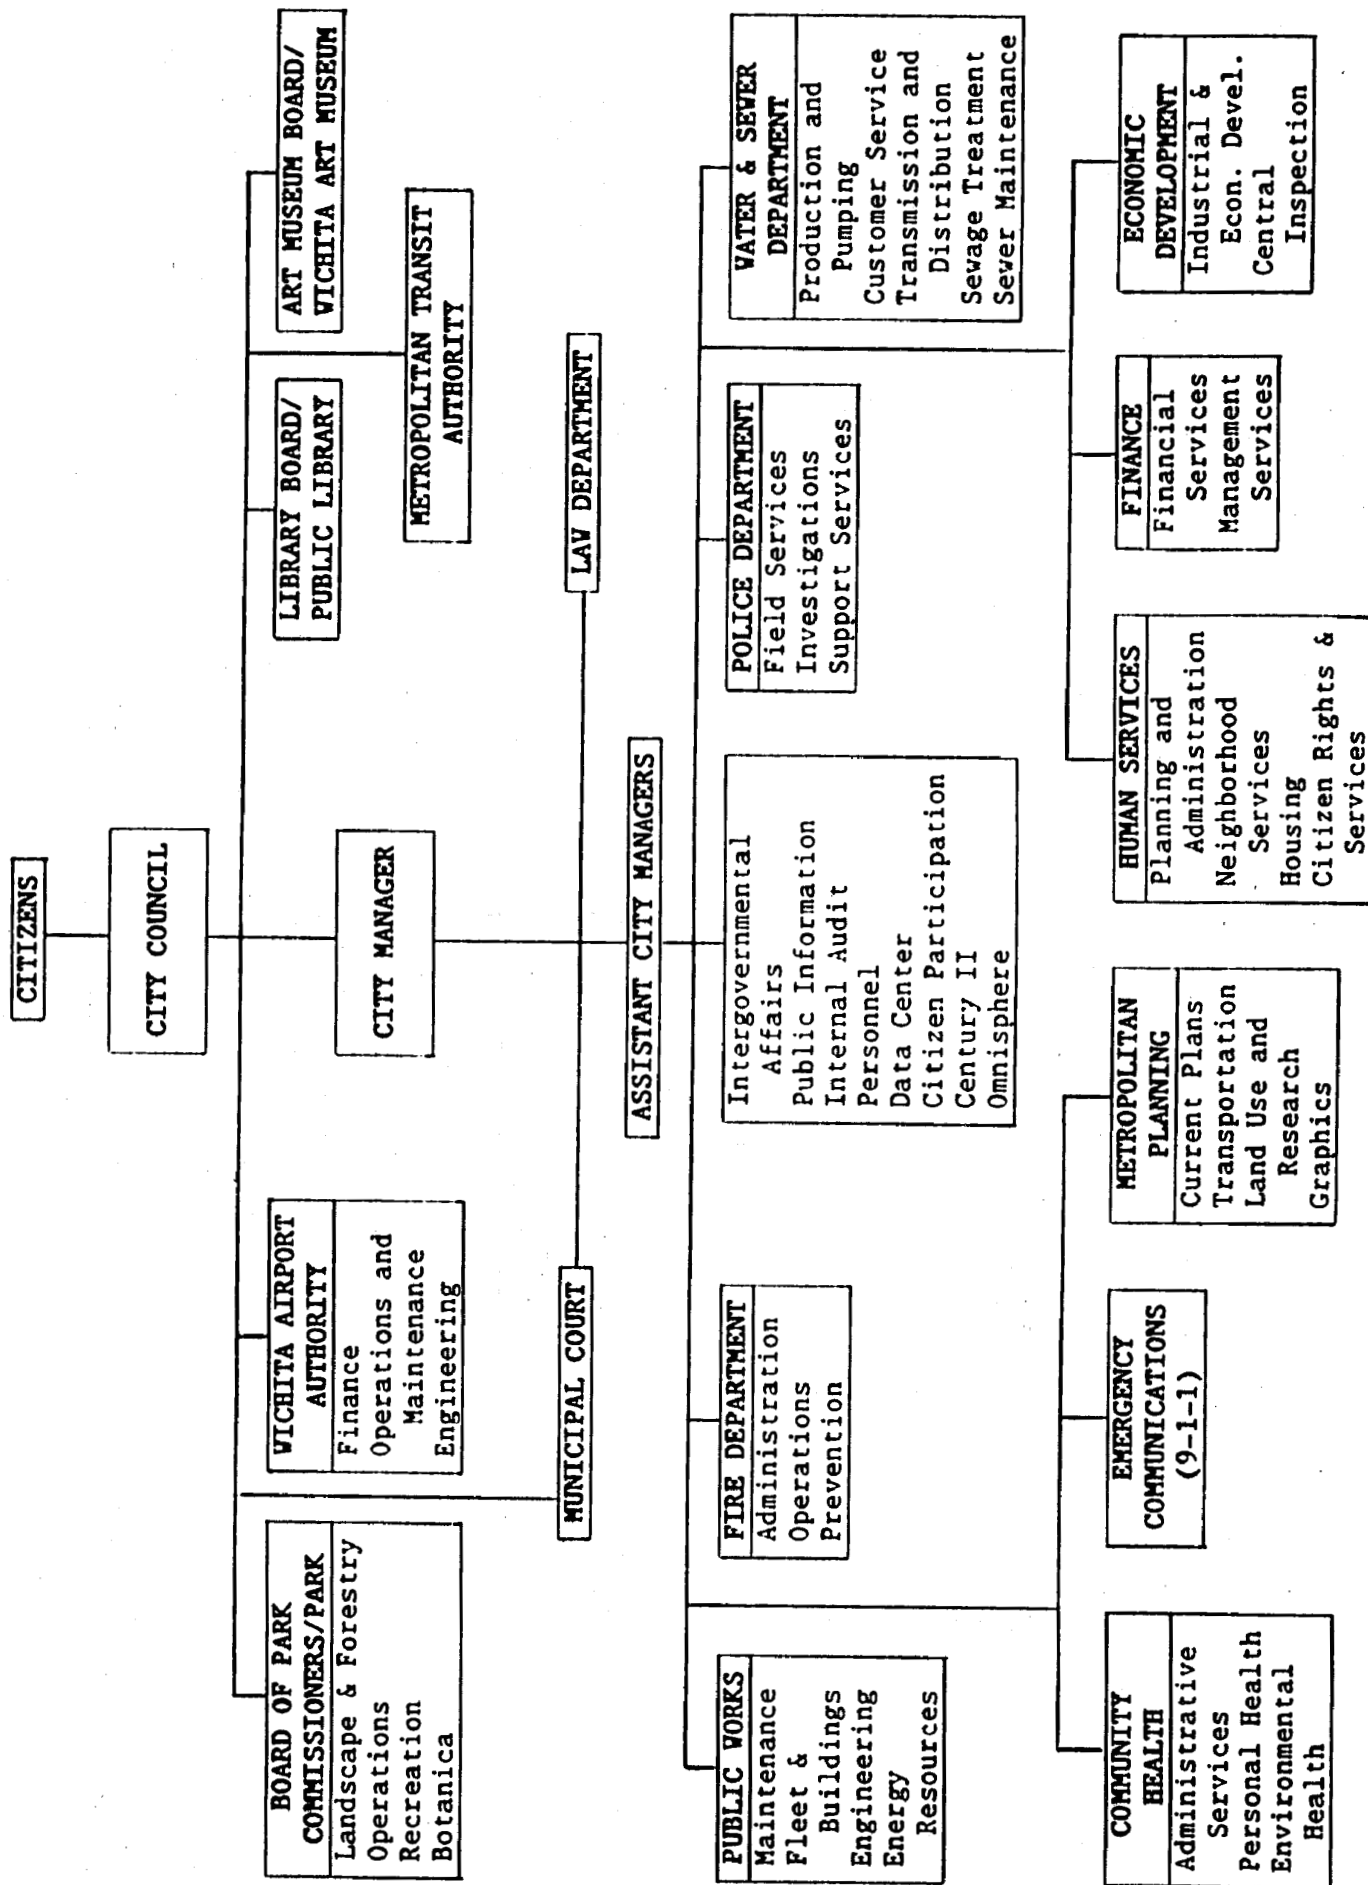 CITIZENS
CITY COUNCIL
BOARD OF PARK
COMMISSIONERS/PARK
Landscape & Forestry
Operations
Recreation
Botanica
WICHITA AIRPORT
AUTHORITY
Finance
Operations and
Maintenance
Engineering
CITY MANAGER
LIBRARY BOARD/
PUBLIC LIBRARY
ART MUSEUM BOARD/
WICHITA ART MUSEUM
METROPOLITAN TRANSIT
AUTHORITY
MUNICIPAL COURT
LAW DEPARTMENT
ASSISTANT CITY MANAGERS
PUBLIC WORKS
Maintenance
Fleet &
Buildings
Engineering
Energy
Resources
FIRE DEPARTMENT
Administration
Operations
Prevention
Intergovernmental
Affairs
Public Information
Internal Audit
Personnel
Data Center
Citizen Participation
Century II
Omnisphere
POLICE DEPARTMENT
Field Services
Investigations
Support Services
WATER & SEWER
DEPARTMENT
Production and
Pumping
Customer Service
Transmission and
Distribution
Sewage Treatment
Sewer Maintenance
COMMUNITY
HEALTH
Administrative
Services
Personal Health
Environmental
Health
EMERGENCY
COMMUNICATIONS
(9-1-1)
METROPOLITAN
PLANNING
Current Plans
Transportation
Land Use and
Research
Graphics
HUMAN SERVICES
Planning and
Administration
Neighborhood
Services
Housing
Citizen Rights &
Services
FINANCE
Financial
Services
Management
Services
ECONOMIC
DEVELOPMENT
Industrial &
Econ. Devel.
Central
Inspection